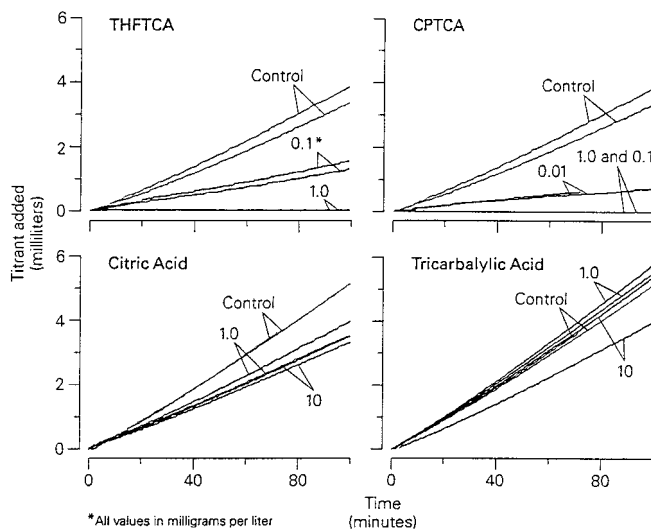 THFTCA
CPTCA
6
4
2
0
Control
0.1*
1.0
Control
1.0 and 0.1
0.01
Titrant added
(milliliters)
Citric Acid
Tricarbalylic Acid
6
4
2
0
Control
1.0
10
1.0
Control
10
0 40 80
0 40 80
Time
(minutes)
*All values in milligrams per liter